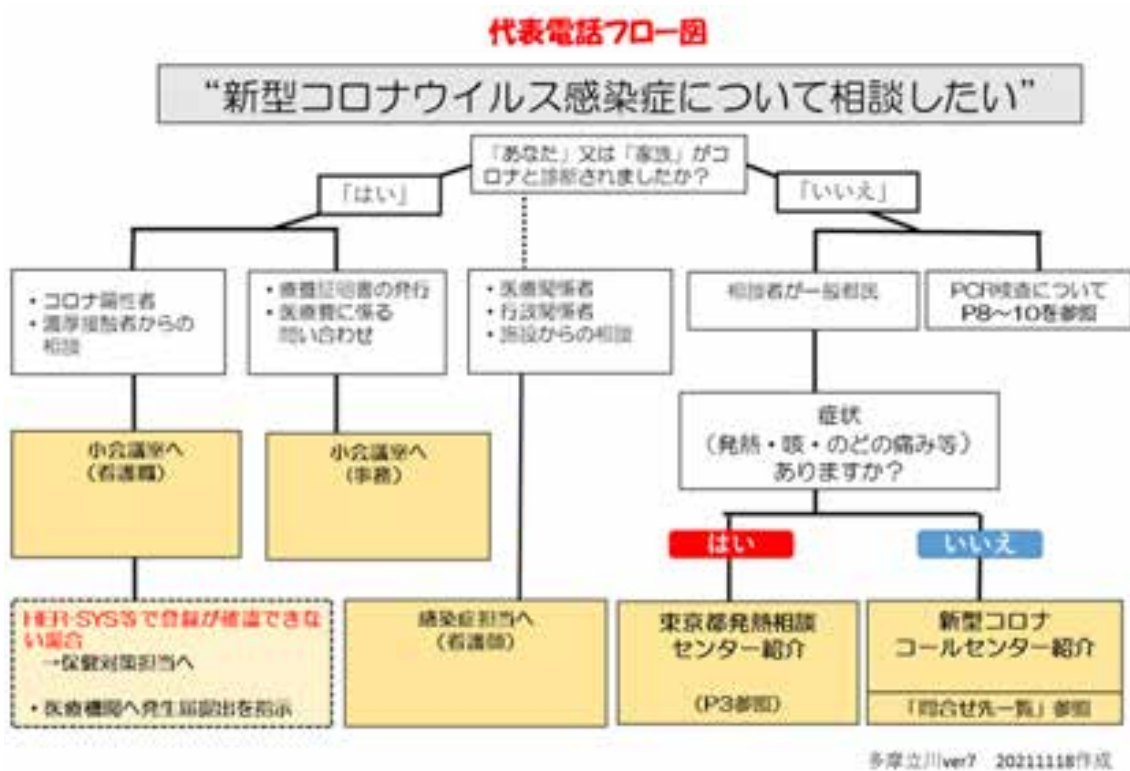 代表電話フロー図
“新型コロナウイルス感染症について相談したい”
「あなた」又は「家族」がコ
ロナと診断されましたか？
「はい」
「いいえ」
・コロナ陽性者
・濃厚接触者からの
相談
・療養証明書の発行
・医療費に係る
問い合わせ
・医療関係者
・行政関係者
・施設からの相談
相談者が一般都民
PCR検査について
P8～10を参照
症状
（発熱・咳・のどの痛み等）
ありますか？
小会議室へ
(看護職)
小会議室へ
(事務)
はい
いいえ
HER-SYS等で登録が確認できな
い場合
→保健対策担当へ
・医療機関へ発生届提出を指示
感染症担当へ
(看護師)
東京都発熱相談
センター紹介
(P3参照)
新型コロナ
コールセンター紹介
「問合せ先一覧」参照
多摩立川ver7 20211118作成